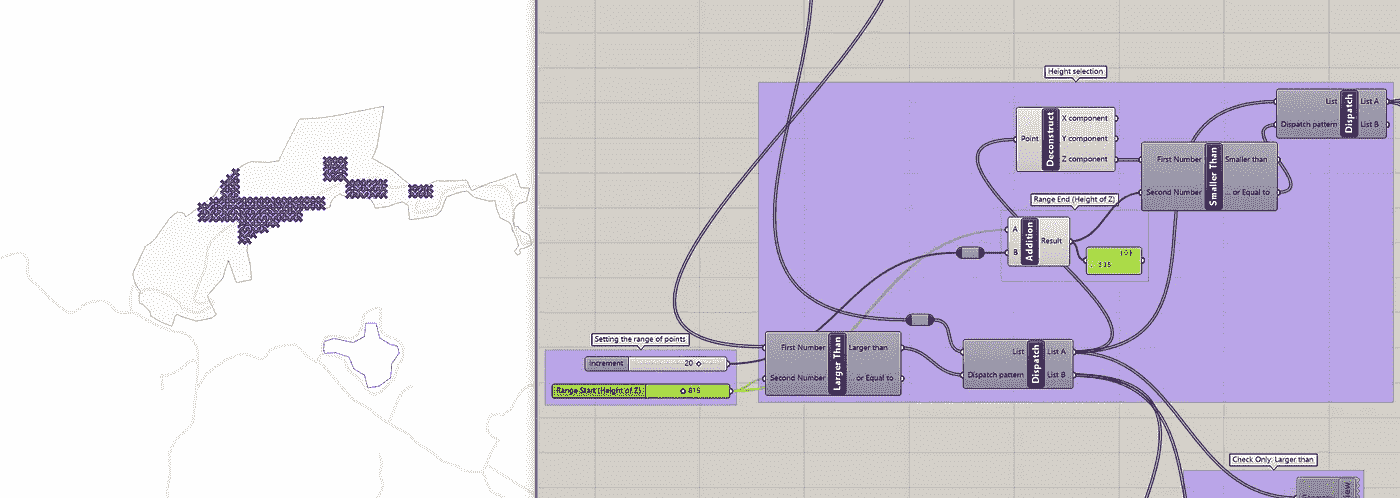 Height selection
X component
Point
Deconstruct
Y component
Z component
List
List A
Dispatch pattern
Dispatch
List B
First Number
Smaller than
Smaller Than
Second Number
... or Equal to
Range End (Height of Z)
A
Addition
Result
B
Setting the range of points
Increment
20
Range Start (Height of Z)
815
First Number
Larger than
Larger Than
Second Number
... or Equal to
List
List A
Dispatch
Dispatch pattern
List B
Check Only: Larger than